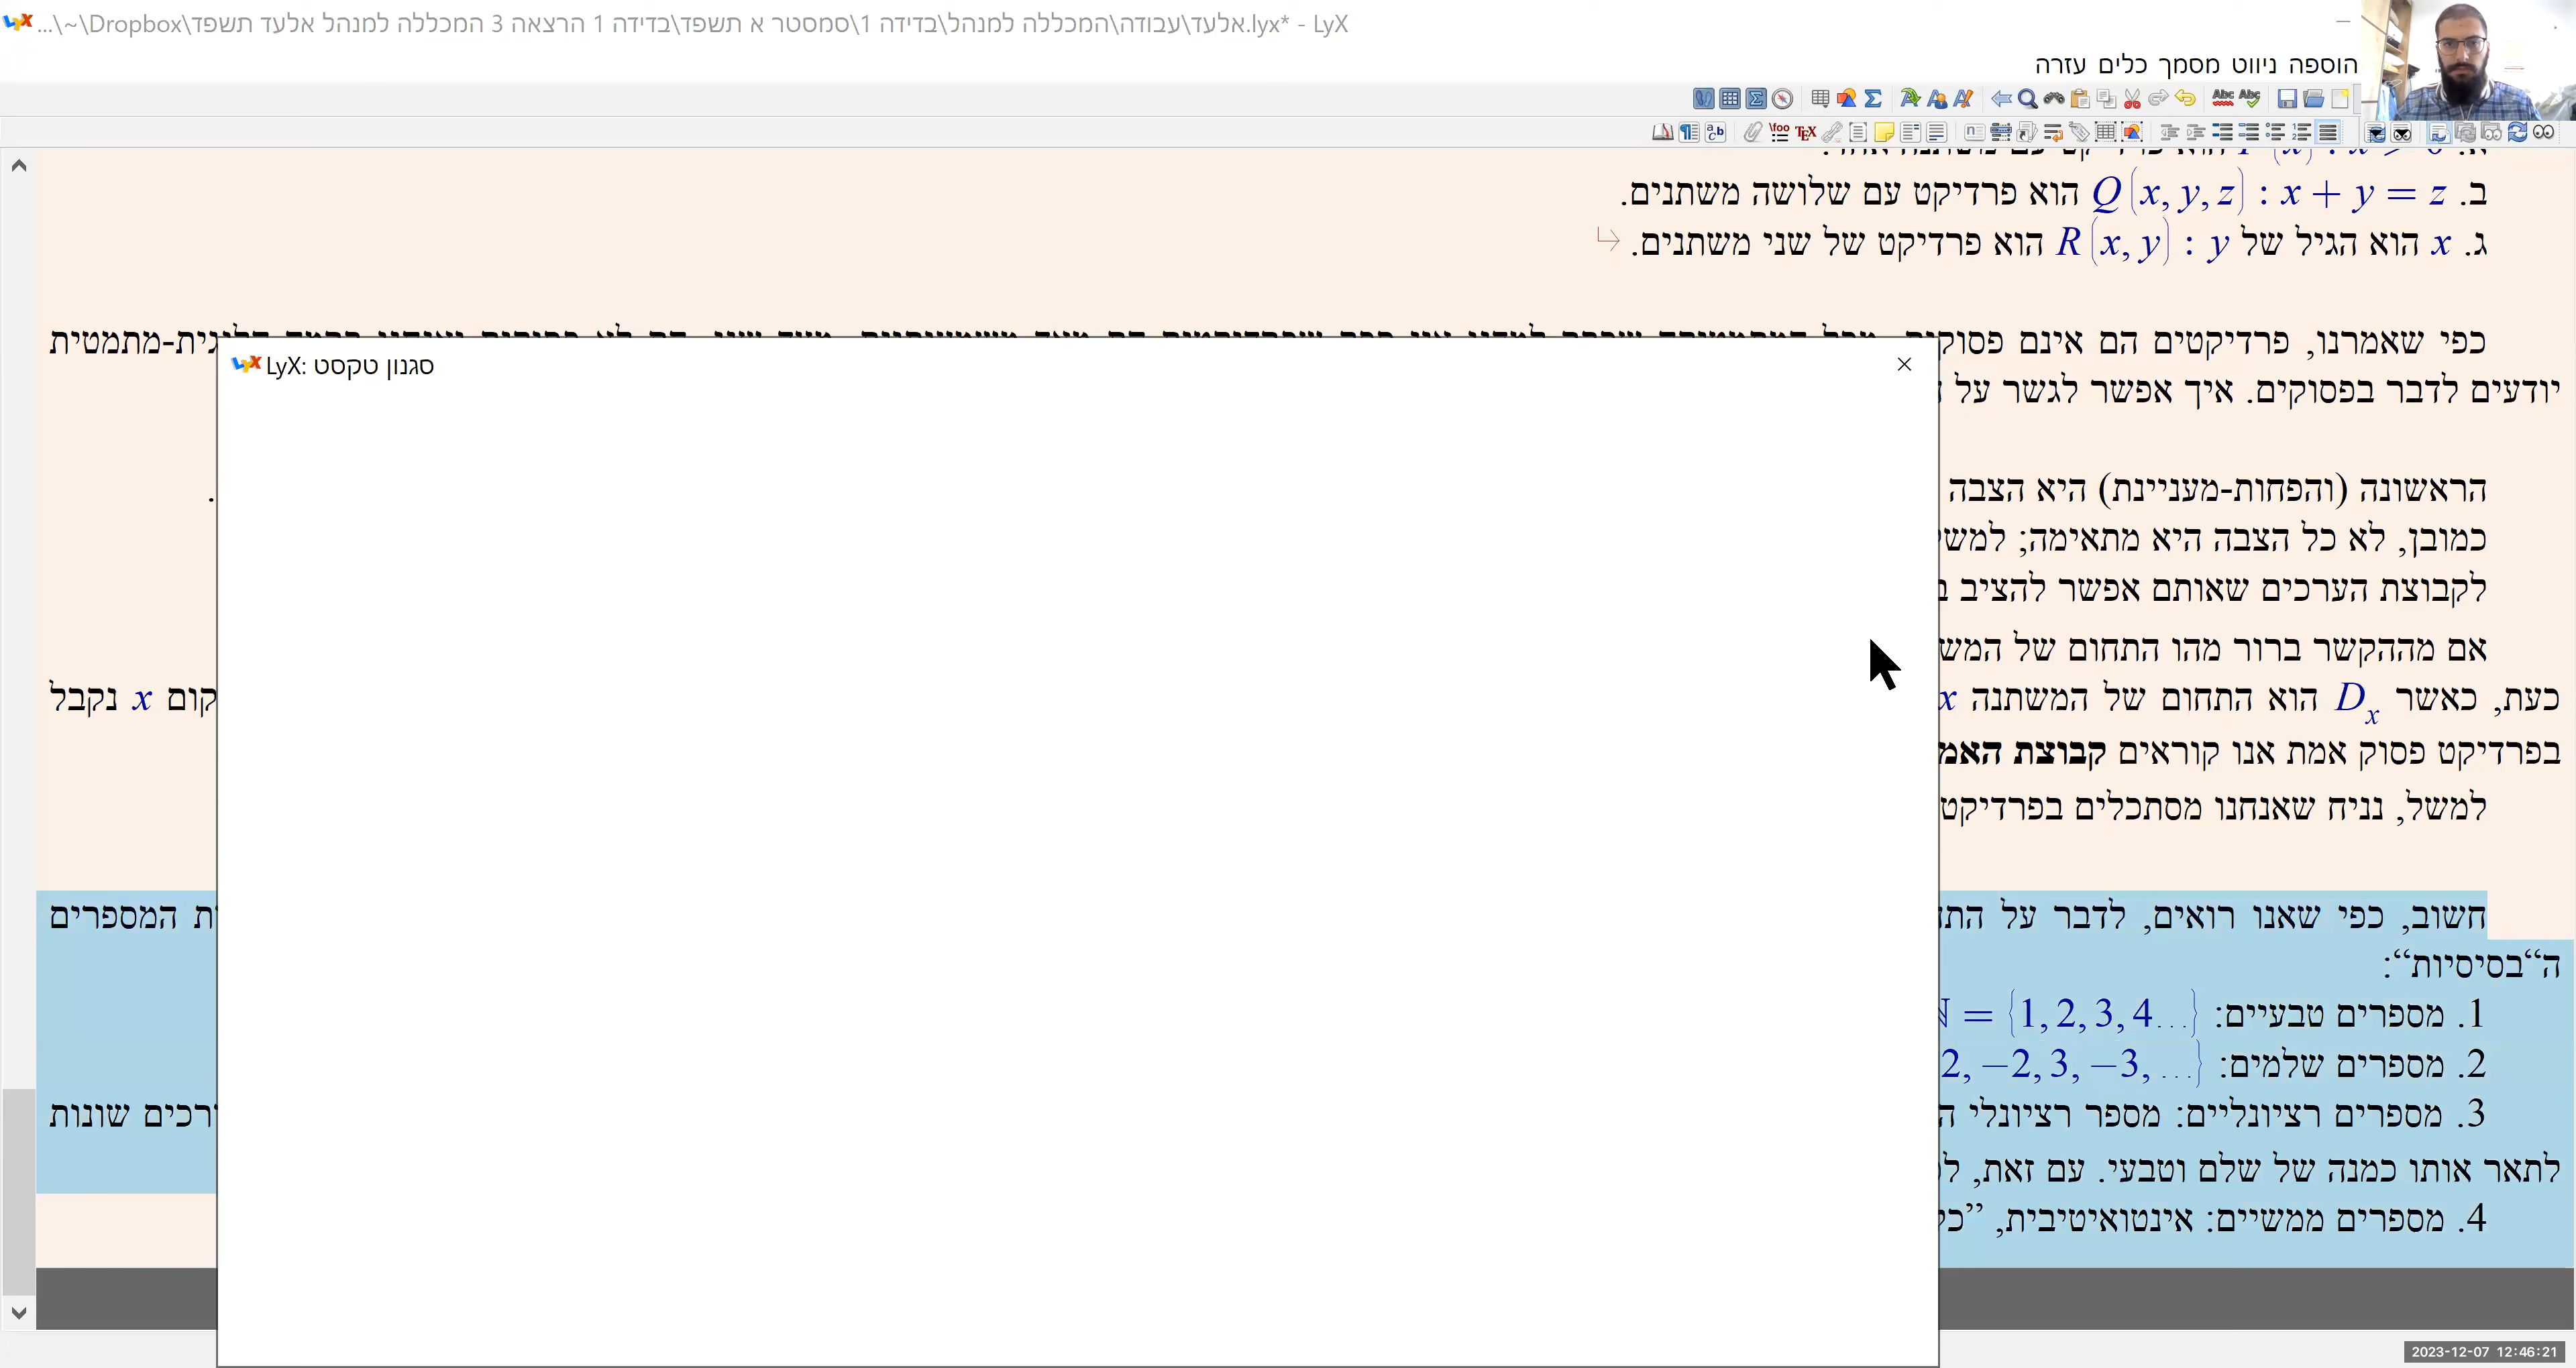 ...\~\Dropbox\אלעד\עבודה\המכללה למנהל\בדידה 1\סמסטר א תשפד\בדידה 1 הרצאה 3 המכללה למנהל אלעד תשפד.lyx* - LyX
הוספה ניווט מסמך כלים עזרה
ב. Q(x, y, z) : x + y = z הוא פרדיקט עם שלושה משתנים.
ג. x הוא הגיל של R(x, y) : y הוא פרדיקט של שני משתנים.
כפי שאמרנו, פרדיקטים הם אינם פסוקים
גית-מתמטית
יודעים לדבר בפסוקים. איך אפשר לגשר על
LyX: סגנון טקסט
הראשונה (והפחות-מעניינת) היא הצבה
כמובן, לא כל הצבה היא מתאימה; למשל
לקבוצת הערכים שאותם אפשר להציב ב
אם מההקשר ברור מהו התחום של המש
כעת, כאשר D_x הוא התחום של המשתנה x
קום x נקבל
בפרדיקט פסוק אמת אנו קוראים קבוצת האמ
למשל, נניח שאנחנו מסתכלים בפרדיקט
חשוב, כפי שאנו רואים, לדבר על התח
ת המספרים
ה“בסיסיות“:
1. מספרים טבעיים: ℕ = {1, 2, 3, 4...}
2. מספרים שלמים: 2, −2, 3, −3, ...}
3. מספרים רציונליים: מספר רציונלי ה
רכים שונות
לתאר אותו כמנה של שלם וטבעי. עם זאת, לכ
4. מספרים ממשיים: אינטואיטיבית, ”כל
2023-12-07 12:46:21